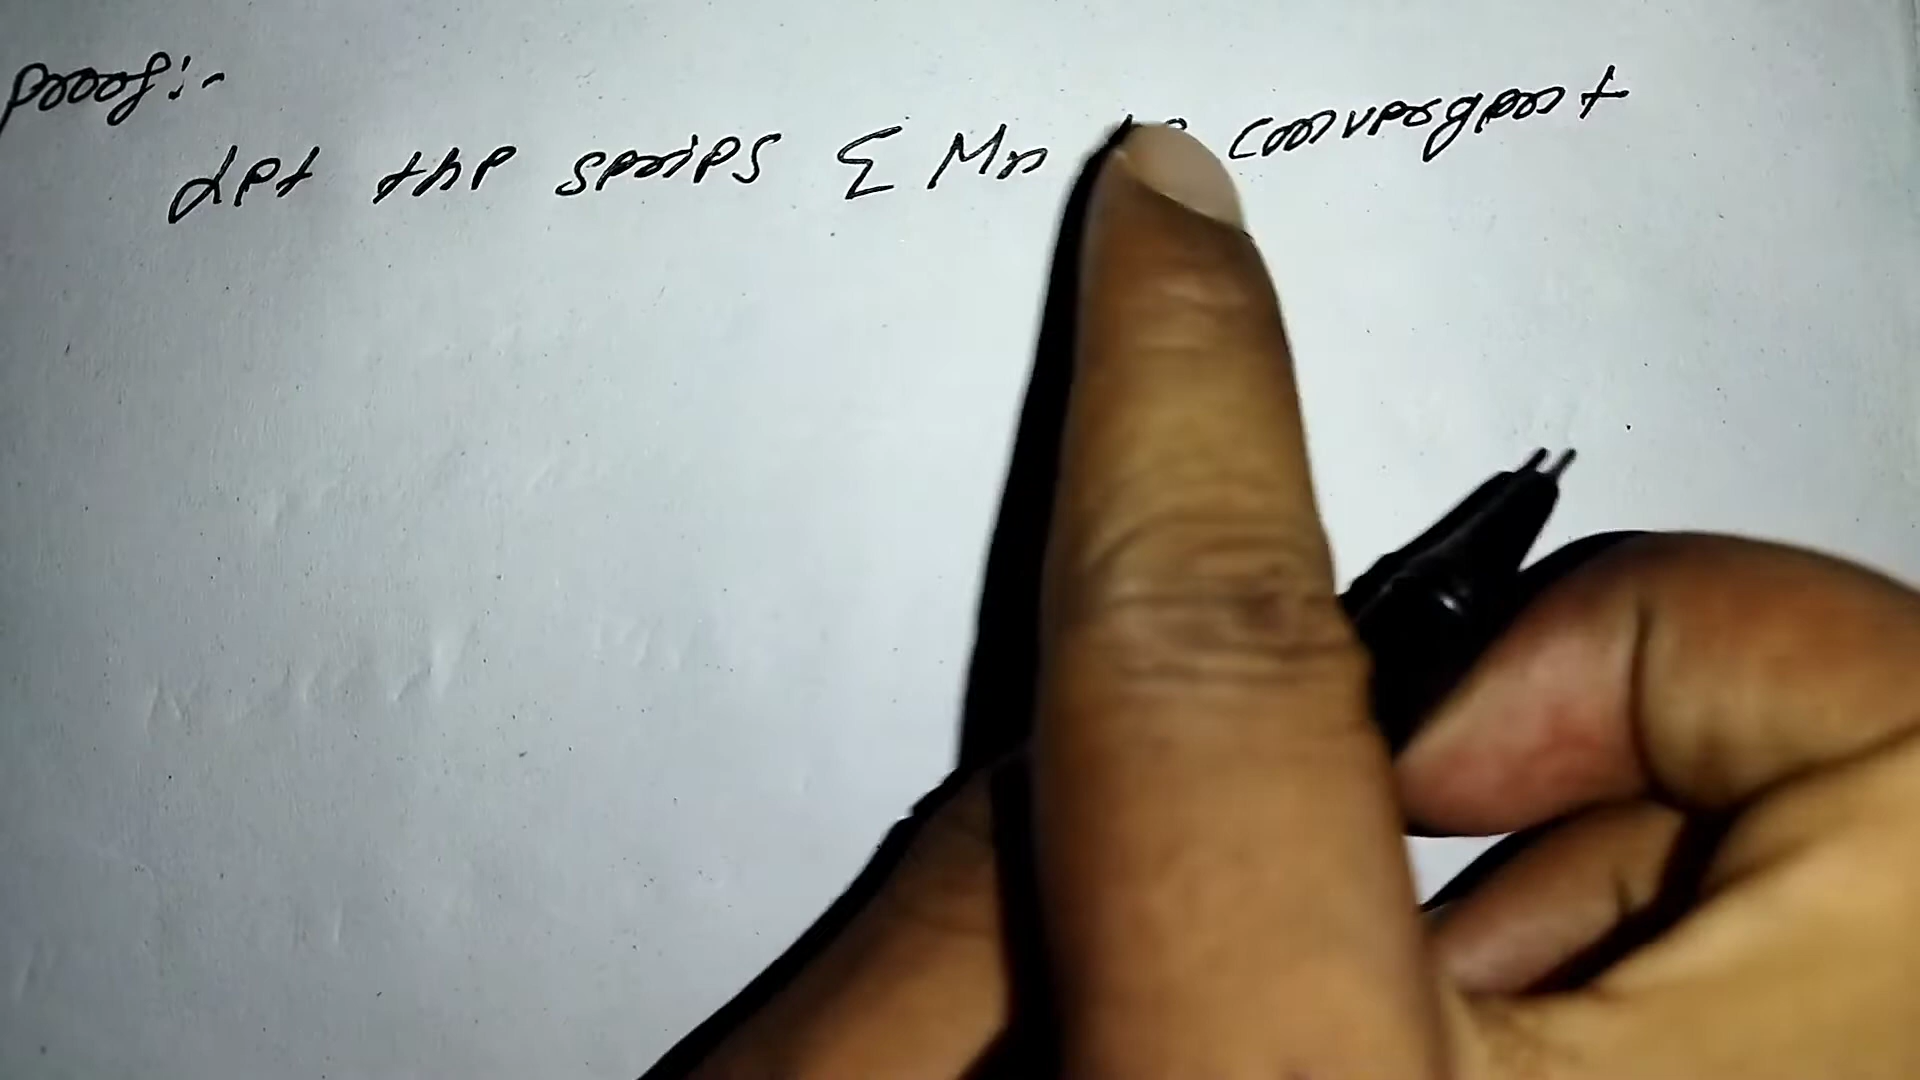 Proof:-
Let the series Σ Mn convergent